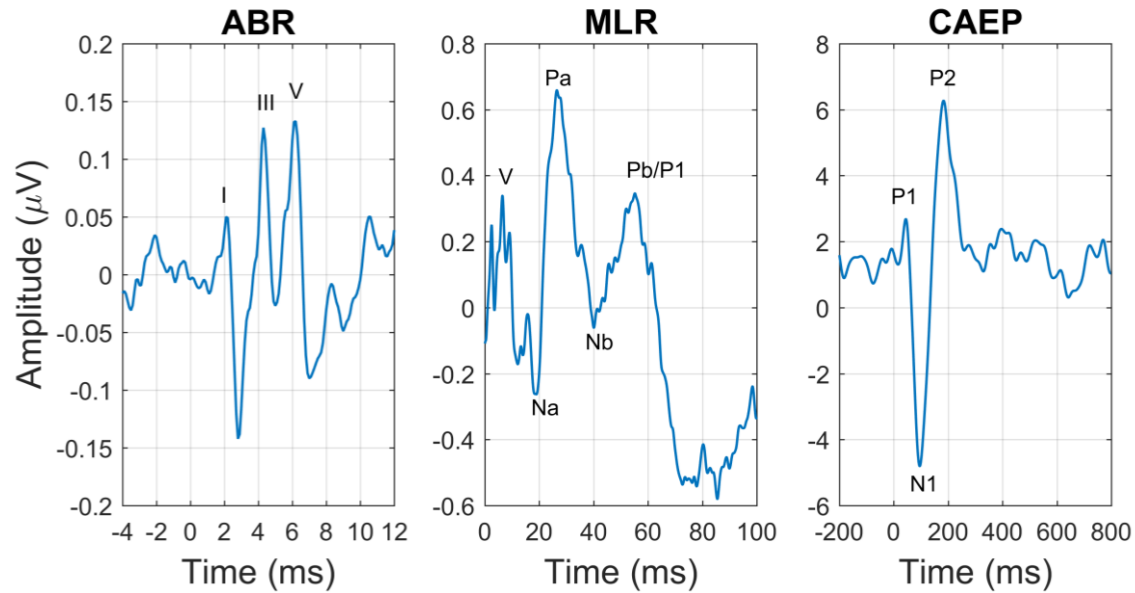 ABR
MLR
CAEP
Amplitude (μV)
0.2
0.15
0.1
0.05
0
-0.05
-0.1
-0.15
-0.2
I
III
V
-4 -2 0 2 4 6 8 10 12
Time (ms)
0.8
0.6
0.4
0.2
0
-0.2
-0.4
-0.6
V
Na
Pa
Nb
Pb/P1
0 20 40 60 80 100
Time (ms)
8
6
4
2
0
-2
-4
-6
P1
N1
P2
-200 0 200 400 600 800
Time (ms)